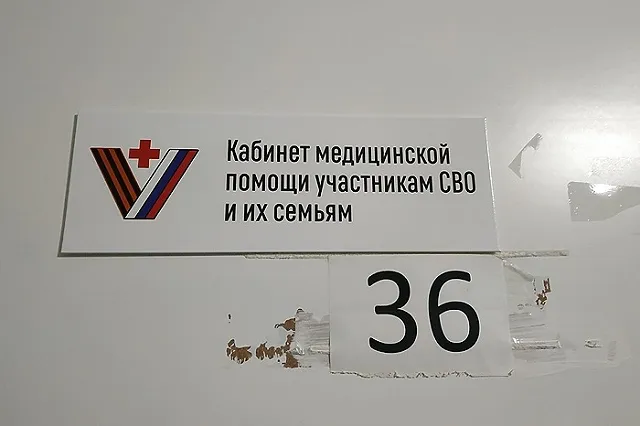 Кабинет медицинской
помощи участникам СВО
и их семьям
36